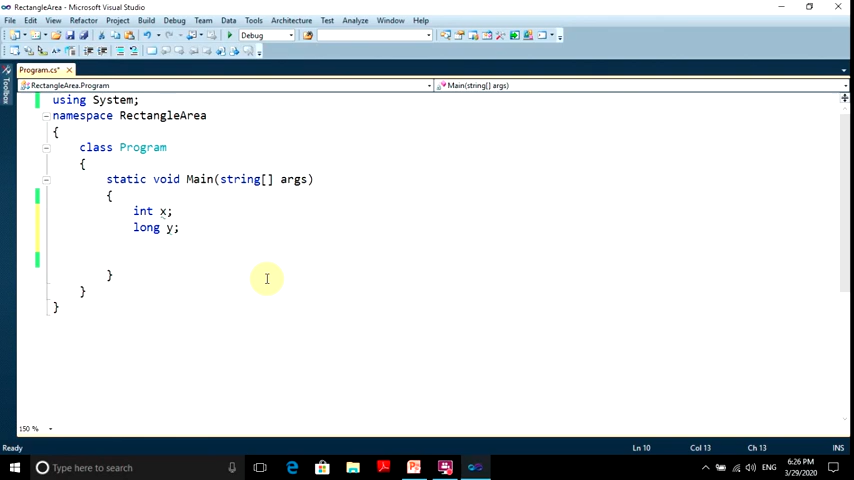 RectangleArea - Microsoft Visual Studio
File Edit View Refactor Project Build Debug Team Data Tools Architecture Test Analyze Window Help
Debug
Program.cs*
Toolbox
RectangleArea.Program
Main(string[] args)
using System;
namespace RectangleArea
{
class Program
{
static void Main(string[] args)
{
int x;
long y;
}
}
}
150 %
Ready
Ln 10
Col 13
Ch 13
INS
Type here to search
ENG
6:26 PM
3/29/2020